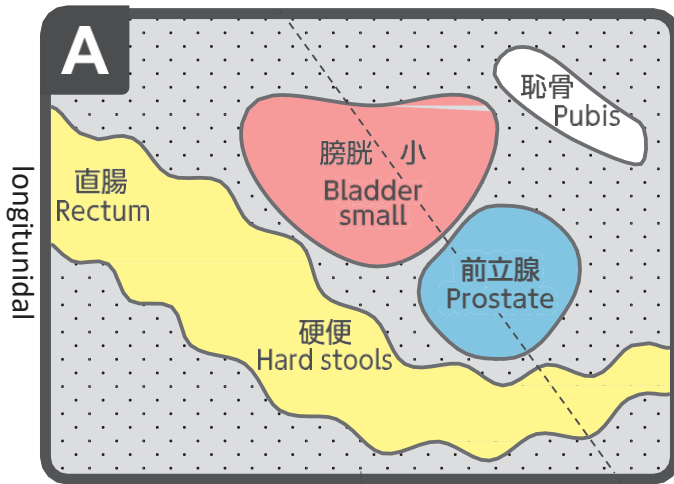 A
恥骨
Pubis
膀胱 小
Bladder
small
直腸
Rectum
longitunidal
前立腺
Prostate
硬便
Hard stools